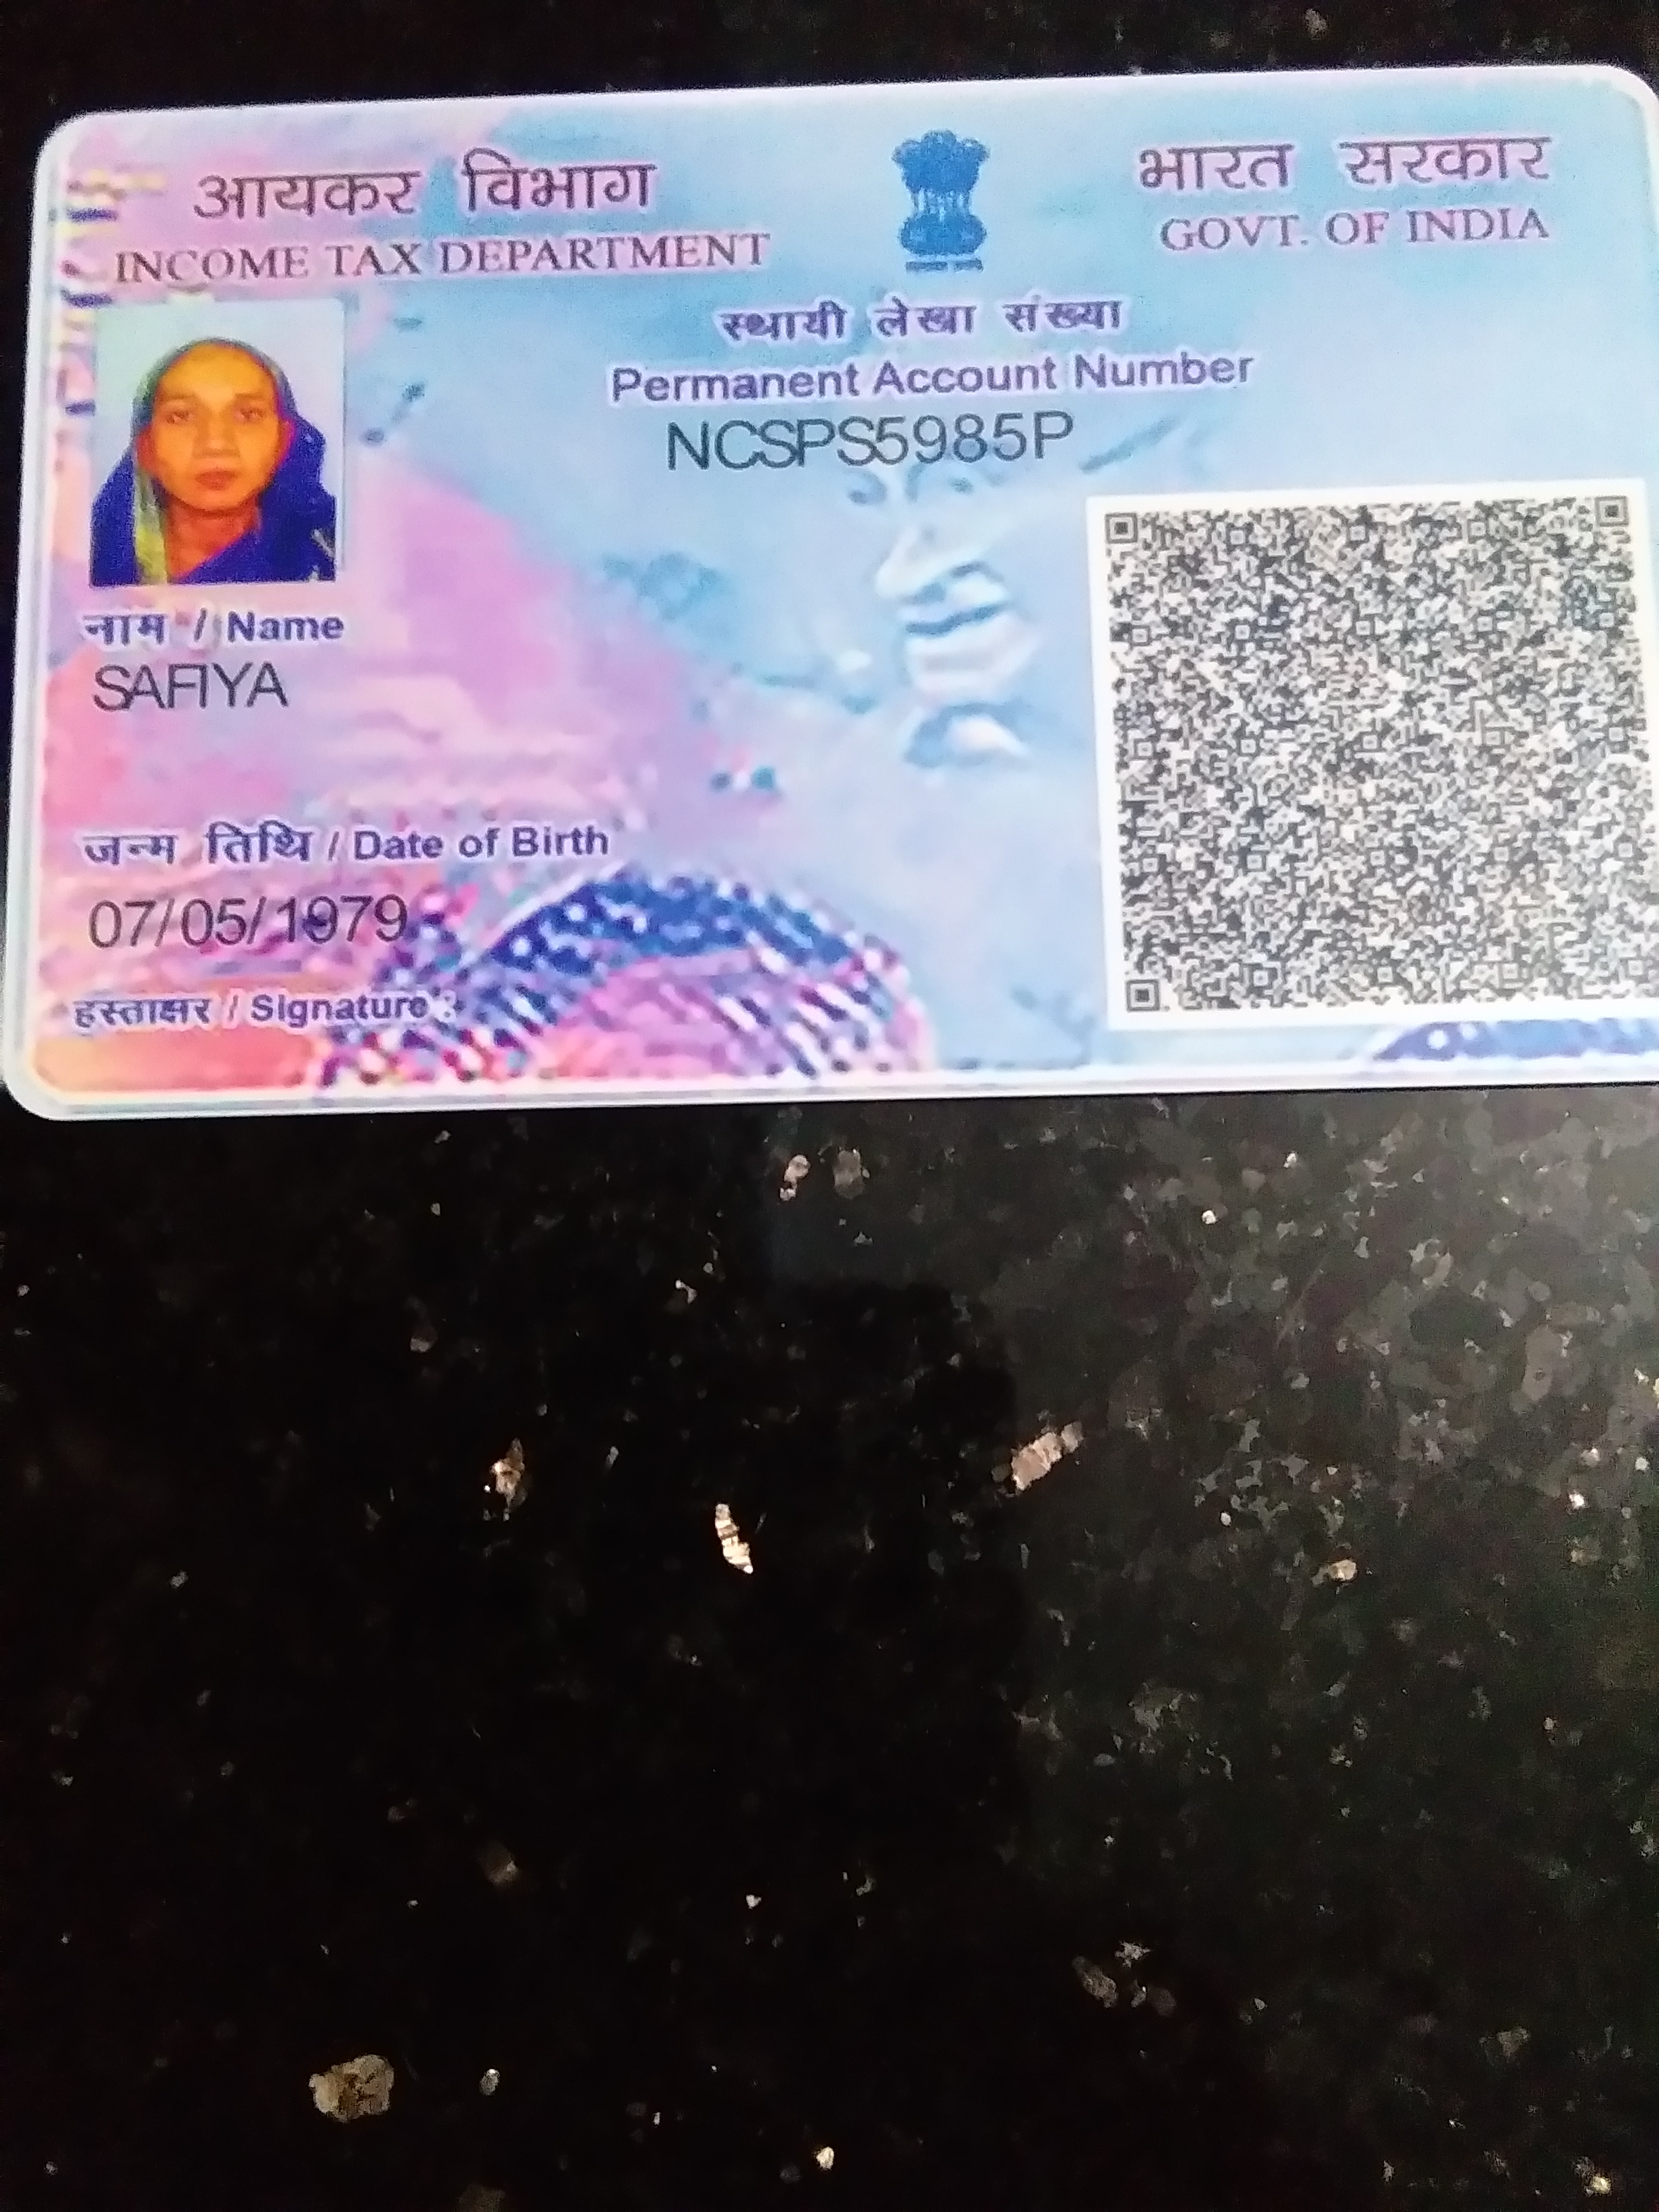 आयकर विभाग
INCOME TAX DEPARTMENT
भारत सरकार
GOVT. OF INDIA
स्थायी लेखा संख्या
Permanent Account Number
NCSPS5985P
नाम / Name
SAFIYA
जन्म तिथि / Date of Birth
07/05/1979
हस्ताक्षर / Signature :-